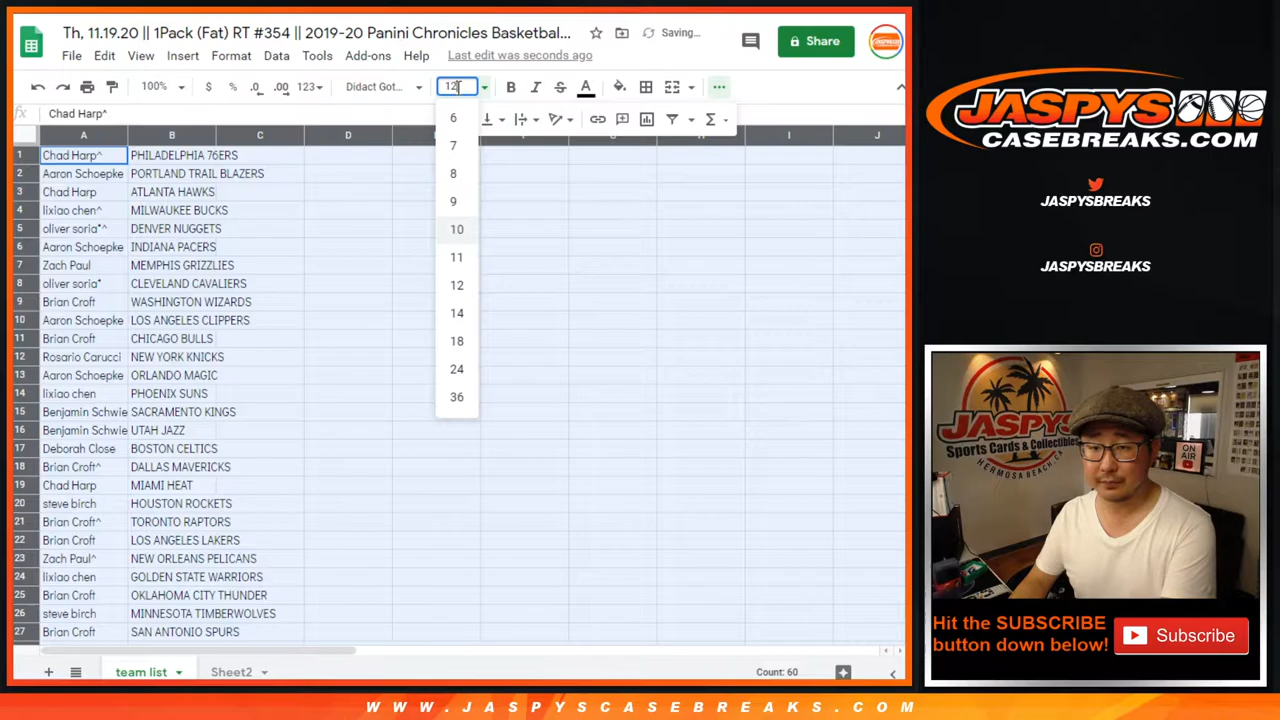 Th, 11.19.20 || 1Pack (Fat) RT #354 || 2019-20 Panini Chronicles Basketbal...
Saving...
Share
File Edit View Insert Format Data Tools Add-ons Help Last edit was seconds ago
100% $ % .0 .00 123 Didact Got... 12 B I S A
fx Chad Harp^
A B C D H I J
1 Chad Harp^ PHILADELPHIA 76ERS
2 Aaron Schoepke PORTLAND TRAIL BLAZERS
3 Chad Harp ATLANTA HAWKS
4 lixiao chen^ MILWAUKEE BUCKS
5 oliver soria*^ DENVER NUGGETS
6 Aaron Schoepke INDIANA PACERS
7 Zach Paul MEMPHIS GRIZZLIES
8 oliver soria* CLEVELAND CAVALIERS
9 Brian Croft WASHINGTON WIZARDS
10 Aaron Schoepke LOS ANGELES CLIPPERS
11 Brian Croft CHICAGO BULLS
12 Rosario Carucci NEW YORK KNICKS
13 Aaron Schoepke ORLANDO MAGIC
14 lixiao chen PHOENIX SUNS
15 Benjamin Schwie SACRAMENTO KINGS
16 Benjamin Schwie UTAH JAZZ
17 Deborah Close BOSTON CELTICS
18 Brian Croft^ DALLAS MAVERICKS
19 Chad Harp MIAMI HEAT
20 steve birch HOUSTON ROCKETS
21 Brian Croft^ TORONTO RAPTORS
22 Brian Croft LOS ANGELES LAKERS
23 Zach Paul^ NEW ORLEANS PELICANS
24 lixiao chen GOLDEN STATE WARRIORS
25 Brian Croft OKLAHOMA CITY THUNDER
26 steve birch MINNESOTA TIMBERWOLVES
27 Brian Croft SAN ANTONIO SPURS
6
7
8
9
10
11
12
14
18
24
36
team list Sheet2 Count: 60
JASPYS
CASEBREAKS.COM
JASPYSBREAKS
JASPYSBREAKS
JASPYS
Sports Cards & Collectibles
HERMOSA BEACH, CA
ON AIR
Hit the SUBSCRIBE
button down below!
Subscribe
WWW.JASPYSCASEBREAKS.COM